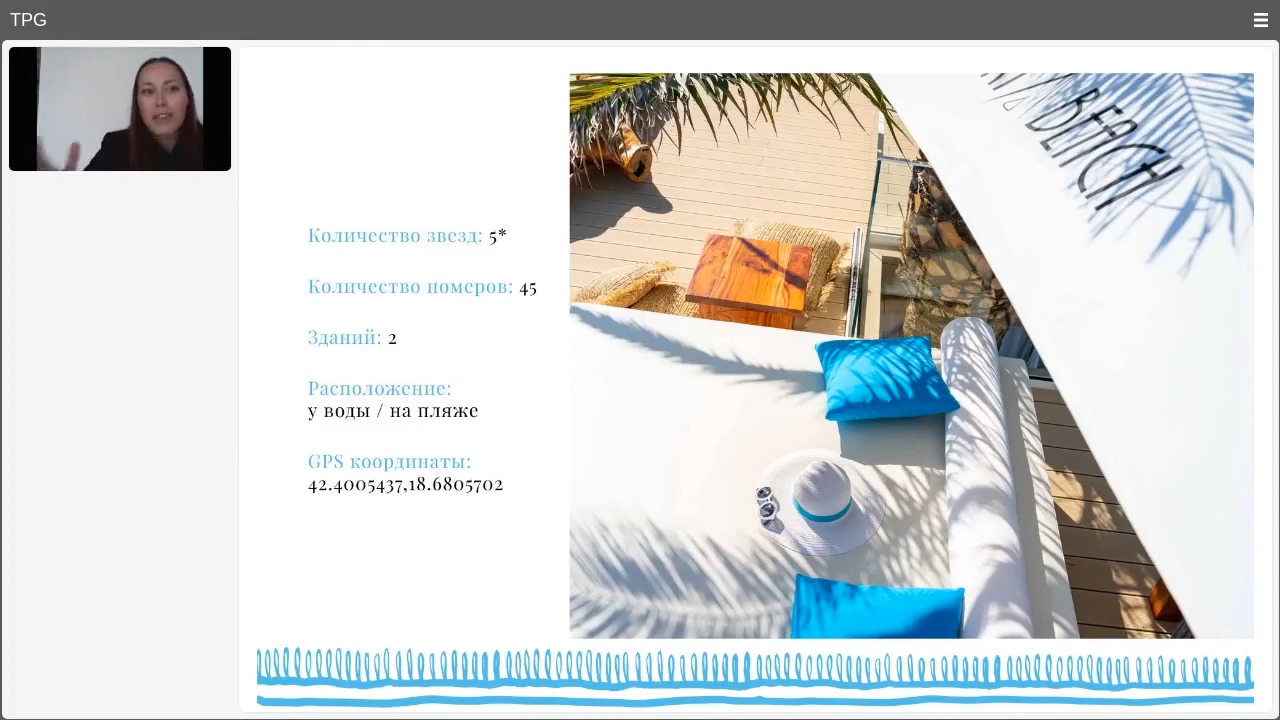 TPG
Количество звезд: 5*
Количество номеров: 45
Зданий: 2
Расположение:
у воды / на пляже
GPS координаты:
42.4005437,18.6805702
BEACH